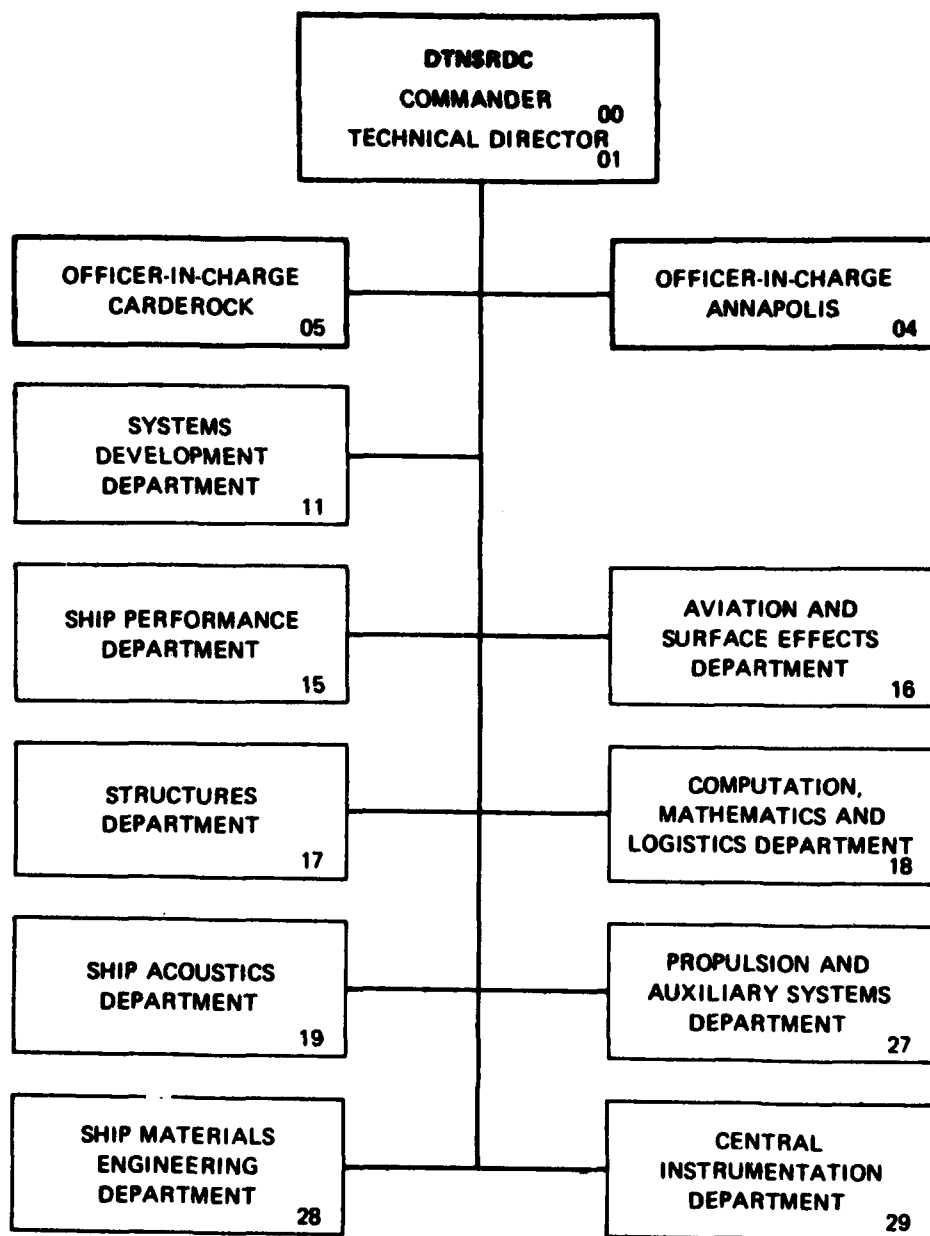 DTNSRDC
COMMANDER
00
TECHNICAL DIRECTOR
01
OFFICER-IN-CHARGE
CARDEROCK
05
OFFICER-IN-CHARGE
ANNAPOLIS
04
SYSTEMS
DEVELOPMENT
DEPARTMENT
11
SHIP PERFORMANCE
DEPARTMENT
15
AVIATION AND
SURFACE EFFECTS
DEPARTMENT
16
STRUCTURES
DEPARTMENT
17
COMPUTATION,
MATHEMATICS AND
LOGISTICS DEPARTMENT
18
SHIP ACOUSTICS
DEPARTMENT
19
PROPULSION AND
AUXILIARY SYSTEMS
DEPARTMENT
27
SHIP MATERIALS
ENGINEERING
DEPARTMENT
28
CENTRAL
INSTRUMENTATION
DEPARTMENT
29